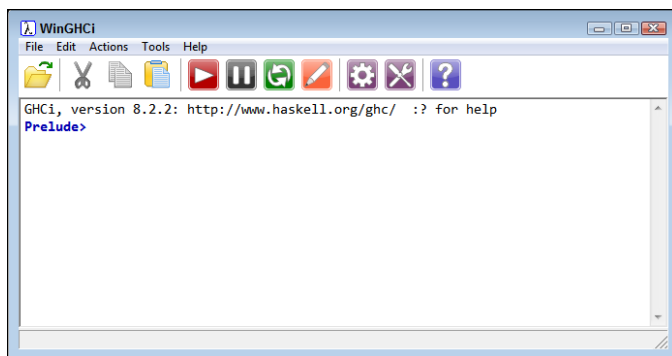 λ WinGHCi
File Edit Actions Tools Help
?
GHCi, version 8.2.2: http://www.haskell.org/ghc/ :? for help
Prelude>